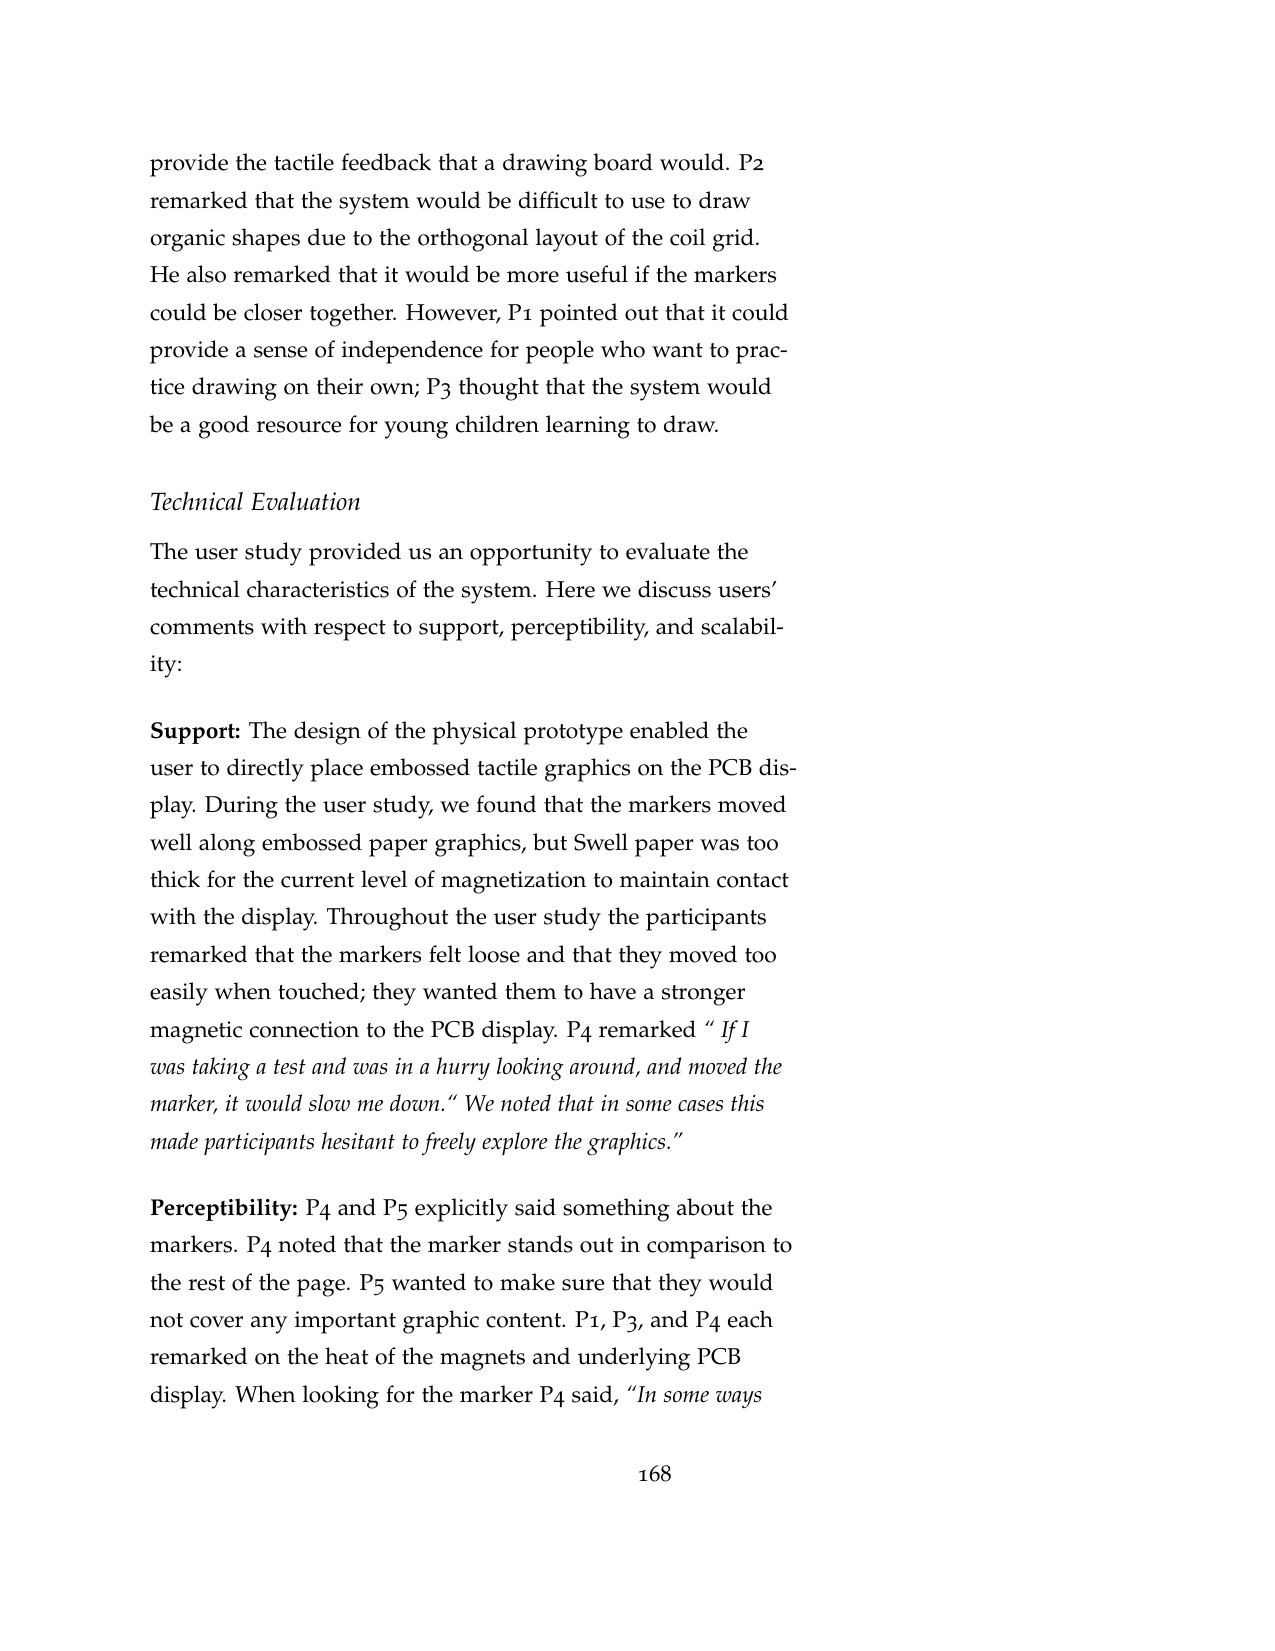 provide the tactile feedback that a drawing board would. P2
remarked that the system would be difficult to use to draw
organic shapes due to the orthogonal layout of the coil grid.
He also remarked that it would be more useful if the markers
could be closer together. However, P1 pointed out that it could
provide a sense of independence for people who want to prac-
tice drawing on their own; P3 thought that the system would
be a good resource for young children learning to draw.
Technical Evaluation
The user study provided us an opportunity to evaluate the
technical characteristics of the system. Here we discuss users’
comments with respect to support, perceptibility, and scalabil-
ity:
Support: The design of the physical prototype enabled the
user to directly place embossed tactile graphics on the PCB dis-
play. During the user study, we found that the markers moved
well along embossed paper graphics, but Swell paper was too
thick for the current level of magnetization to maintain contact
with the display. Throughout the user study the participants
remarked that the markers felt loose and that they moved too
easily when touched; they wanted them to have a stronger
magnetic connection to the PCB display. P4 remarked “ If I
was taking a test and was in a hurry looking around, and moved the
marker, it would slow me down.“ We noted that in some cases this
made participants hesitant to freely explore the graphics.”
Perceptibility: P4 and P5 explicitly said something about the
markers. P4 noted that the marker stands out in comparison to
the rest of the page. P5 wanted to make sure that they would
not cover any important graphic content. P1, P3, and P4 each
remarked on the heat of the magnets and underlying PCB
display. When looking for the marker P4 said, “In some ways
168